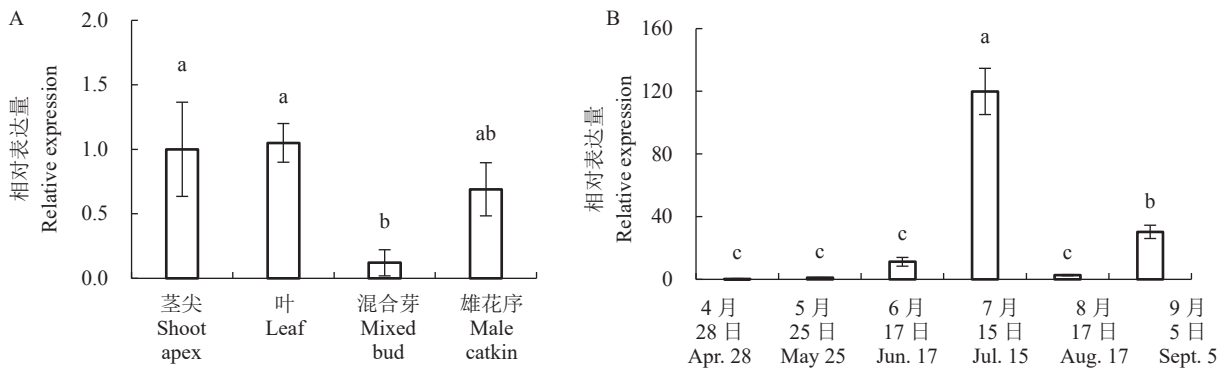 A
相对表达量
Relative expression
2.0
1.5
1.0
0.5
0.0
a
a
b
ab
茎尖
Shoot
apex
叶
Leaf
混合芽
Mixed
bud
雄花序
Male
catkin
B
相对表达量
Relative expression
160
120
80
40
0
c
c
c
a
c
b
4 月
28 日
Apr. 28
5 月
25 日
May 25
6 月
17 日
Jun. 17
7 月
15 日
Jul. 15
8 月
17 日
Aug. 17
9 月
5 日
Sept. 5